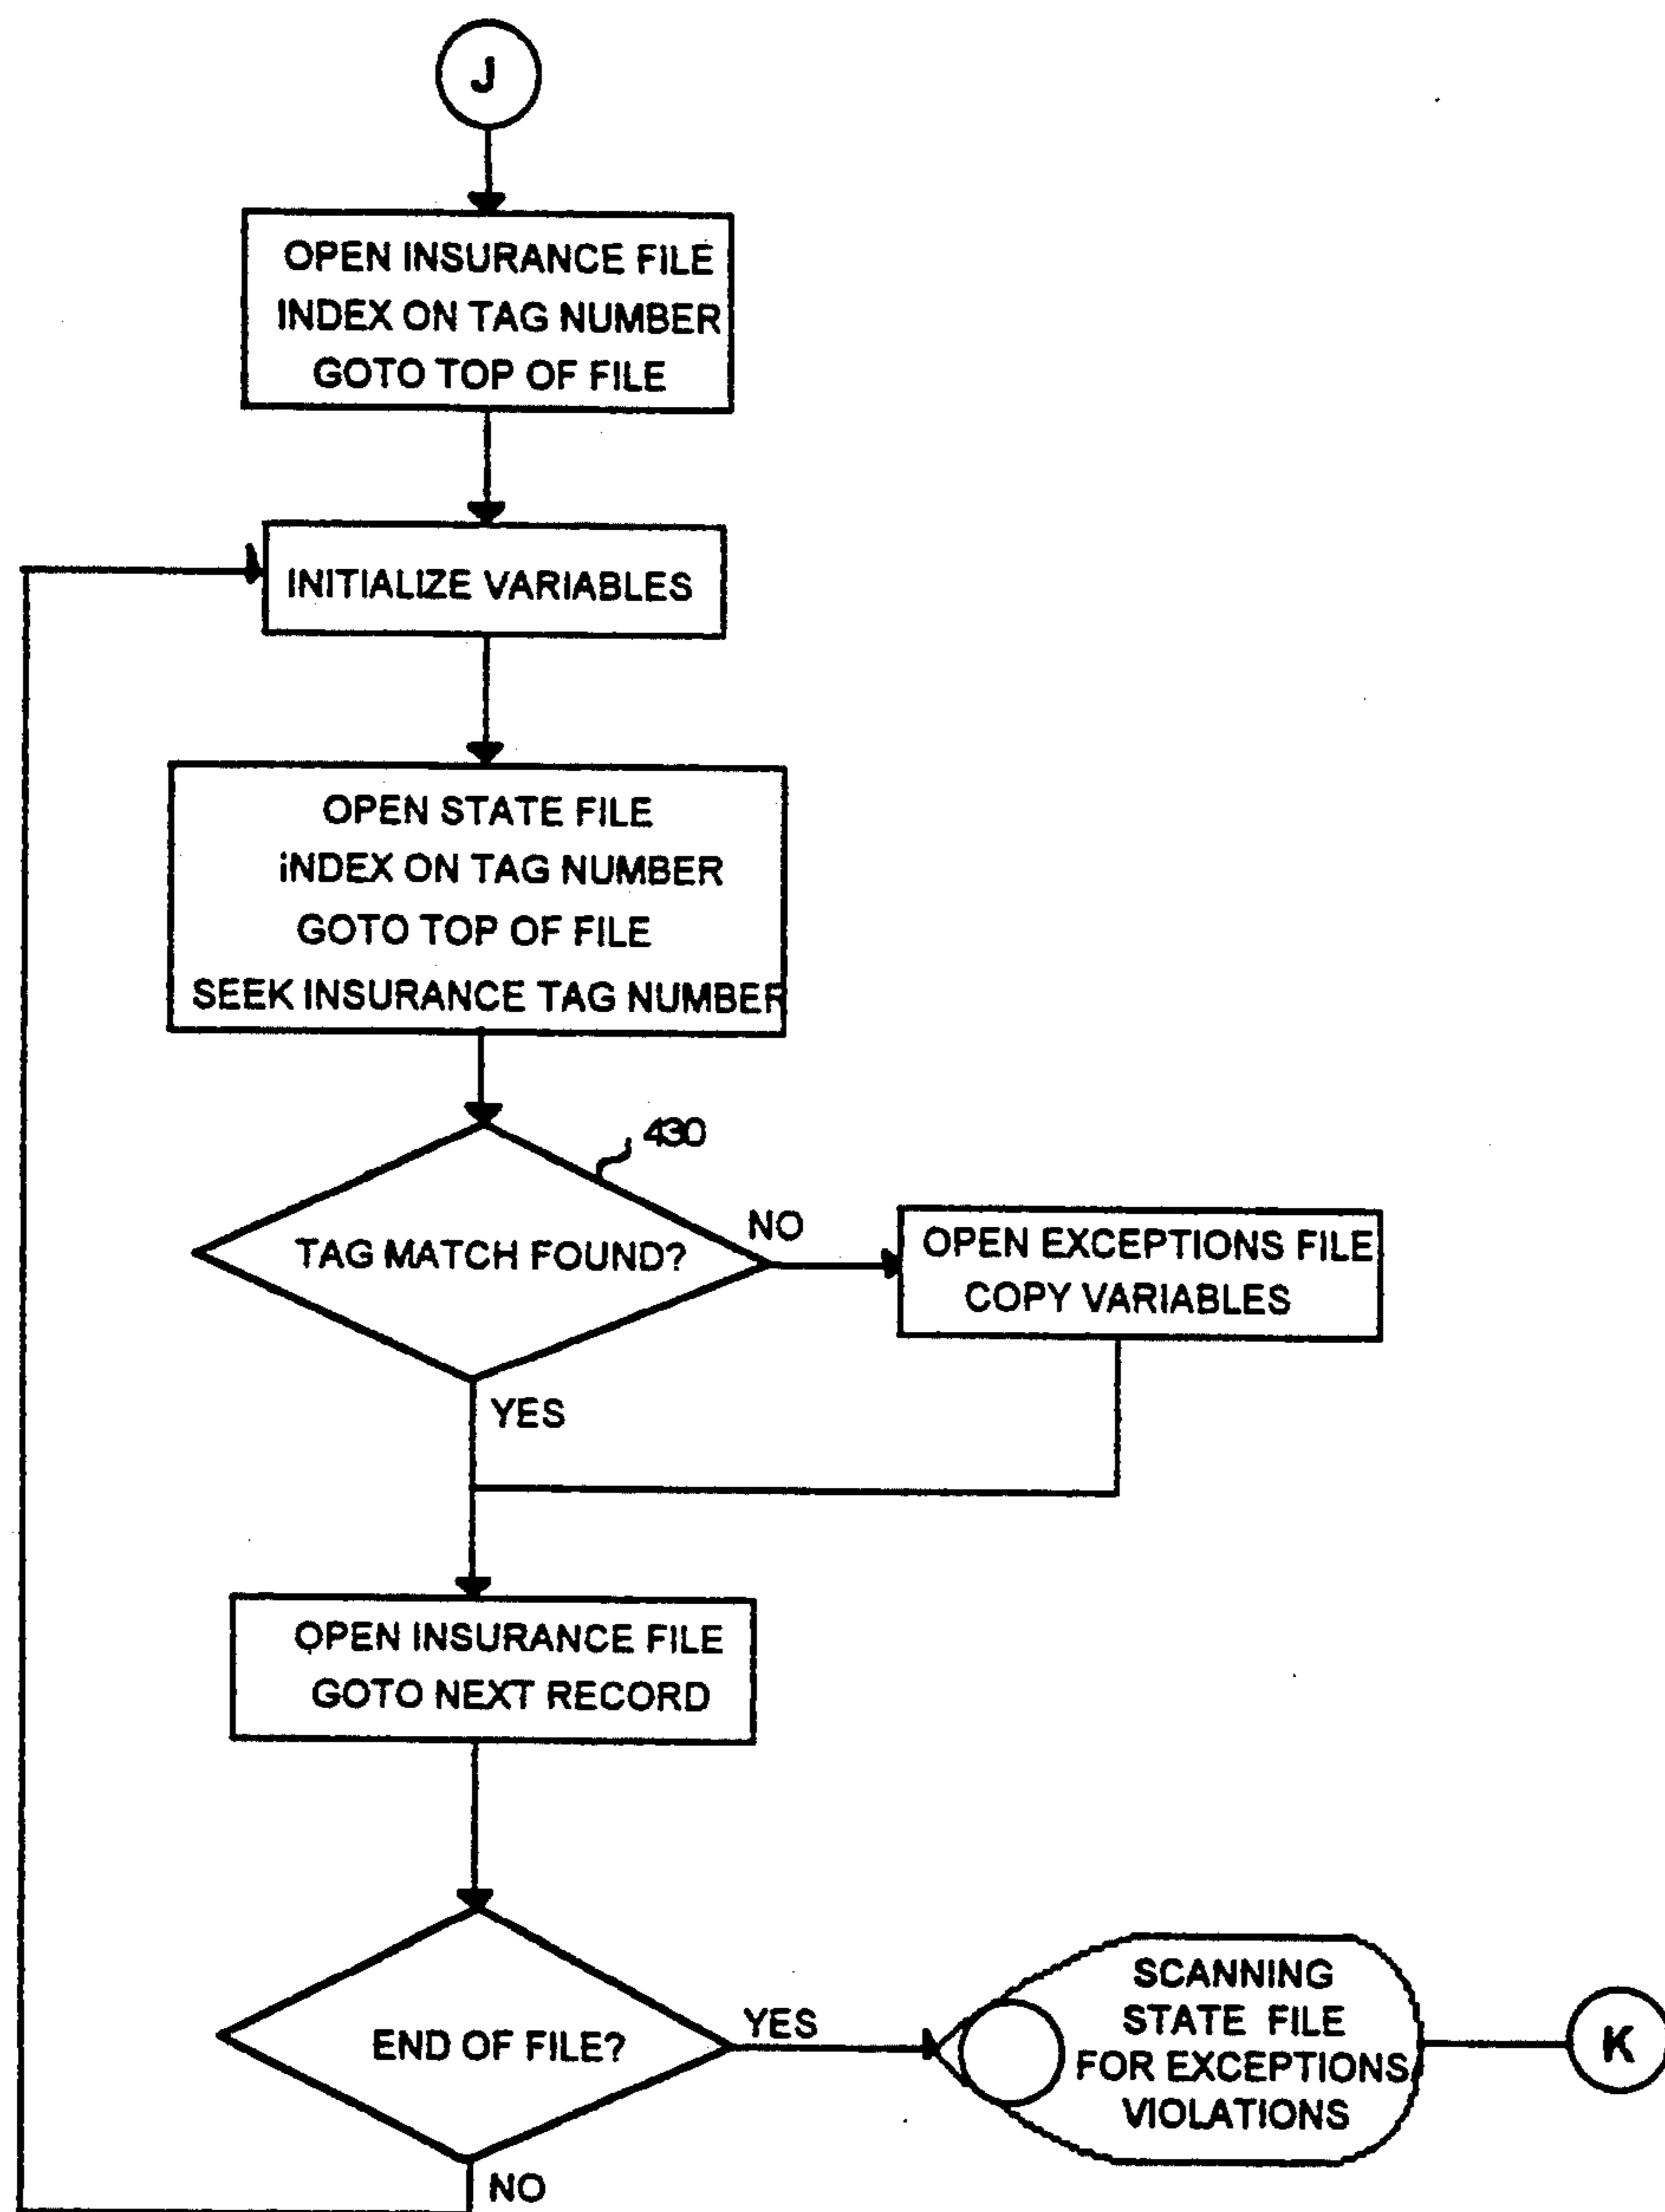 J
OPEN INSURANCE FILE
INDEX ON TAG NUMBER
GOTO TOP OF FILE
INITIALIZE VARIABLES
OPEN STATE FILE
iNDEX ON TAG NUMBER
GOTO TOP OF FILE
SEEK INSURANCE TAG NUMBER
430
TAG MATCH FOUND?
NO
OPEN EXCEPTIONS FILE
COPY VARIABLES
YES
OPEN INSURANCE FILE
GOTO NEXT RECORD
END OF FILE?
YES
SCANNING
STATE FILE
FOR EXCEPTIONS
VIOLATIONS
K
NO